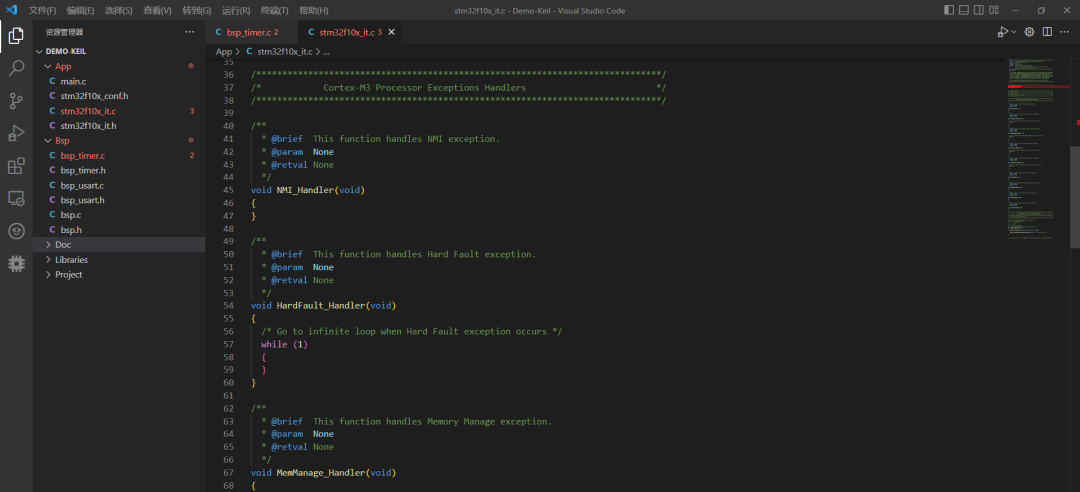 文件(F) 编辑(E) 选择(S) 查看(V) 转到(G) 运行(R) 终端(T) 帮助(H) stm32f10x_it.c - Demo-Keil - Visual Studio Code
资源管理器 ··· C bsp_timer.c 2 C stm32f10x_it.c 3
DEMO-KEIL App > C stm32f10x_it.c > ...
App
C main.c
C stm32f10x_conf.h
C stm32f10x_it.c 3
C stm32f10x_it.h
Bsp
C bsp_timer.c 2
C bsp_timer.h
C bsp_usart.c
C bsp_usart.h
C bsp.c
C bsp.h
Doc
Libraries
Project
35
36 /******************************************************************************/
37 /*            Cortex-M3 Processor Exceptions Handlers                         */
38 /******************************************************************************/
39
40 /**
41   * @brief  This function handles NMI exception.
42   * @param  None
43   * @retval None
44   */
45 void NMI_Handler(void)
46 {
47 }
48
49 /**
50   * @brief  This function handles Hard Fault exception.
51   * @param  None
52   * @retval None
53   */
54 void HardFault_Handler(void)
55 {
56   /* Go to infinite loop when Hard Fault exception occurs */
57   while (1)
58   {
59   }
60 }
61
62 /**
63   * @brief  This function handles Memory Manage exception.
64   * @param  None
65   * @retval None
66   */
67 void MemManage_Handler(void)
68 {